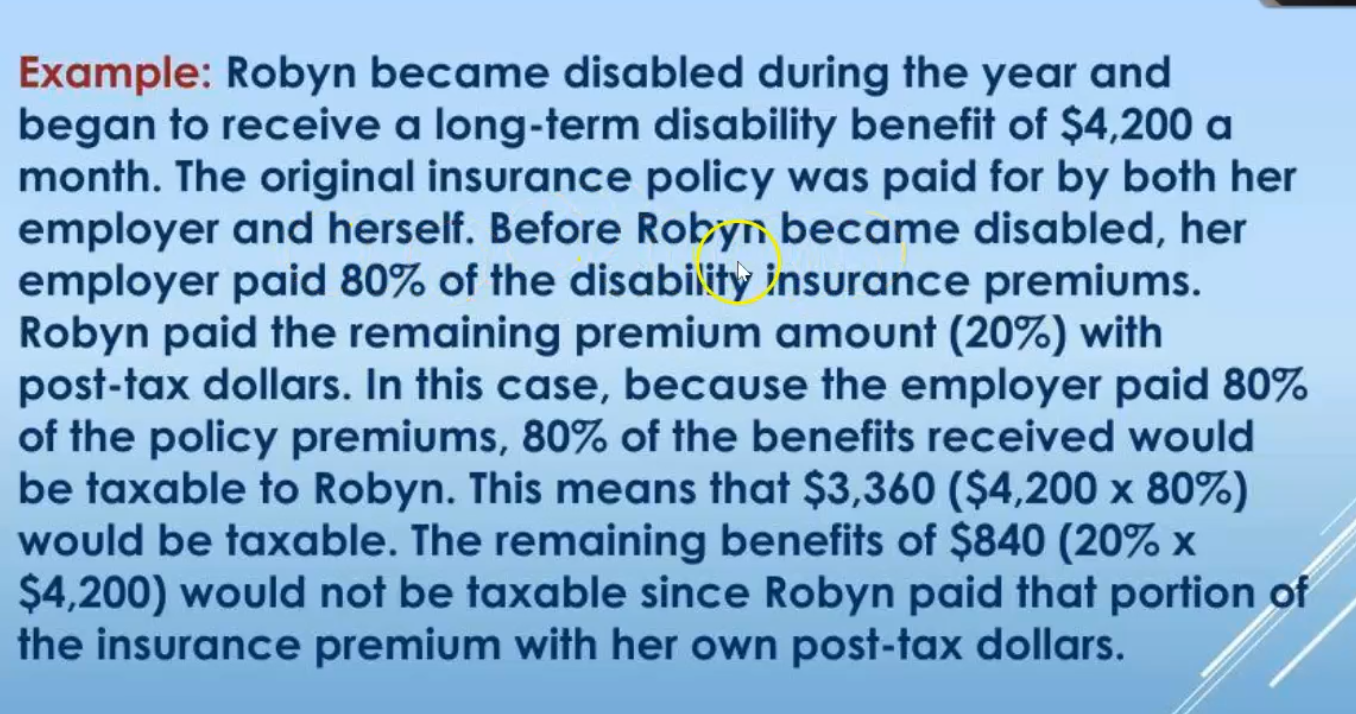 Example: Robyn became disabled during the year and
began to receive a long-term disability benefit of $4,200 a
month. The original insurance policy was paid for by both her
employer and herself. Before Robyn became disabled, her
employer paid 80% of the disability insurance premiums.
Robyn paid the remaining premium amount (20%) with
post-tax dollars. In this case, because the employer paid 80%
of the policy premiums, 80% of the benefits received would
be taxable to Robyn. This means that $3,360 ($4,200 x 80%)
would be taxable. The remaining benefits of $840 (20% x
$4,200) would not be taxable since Robyn paid that portion of
the insurance premium with her own post-tax dollars.